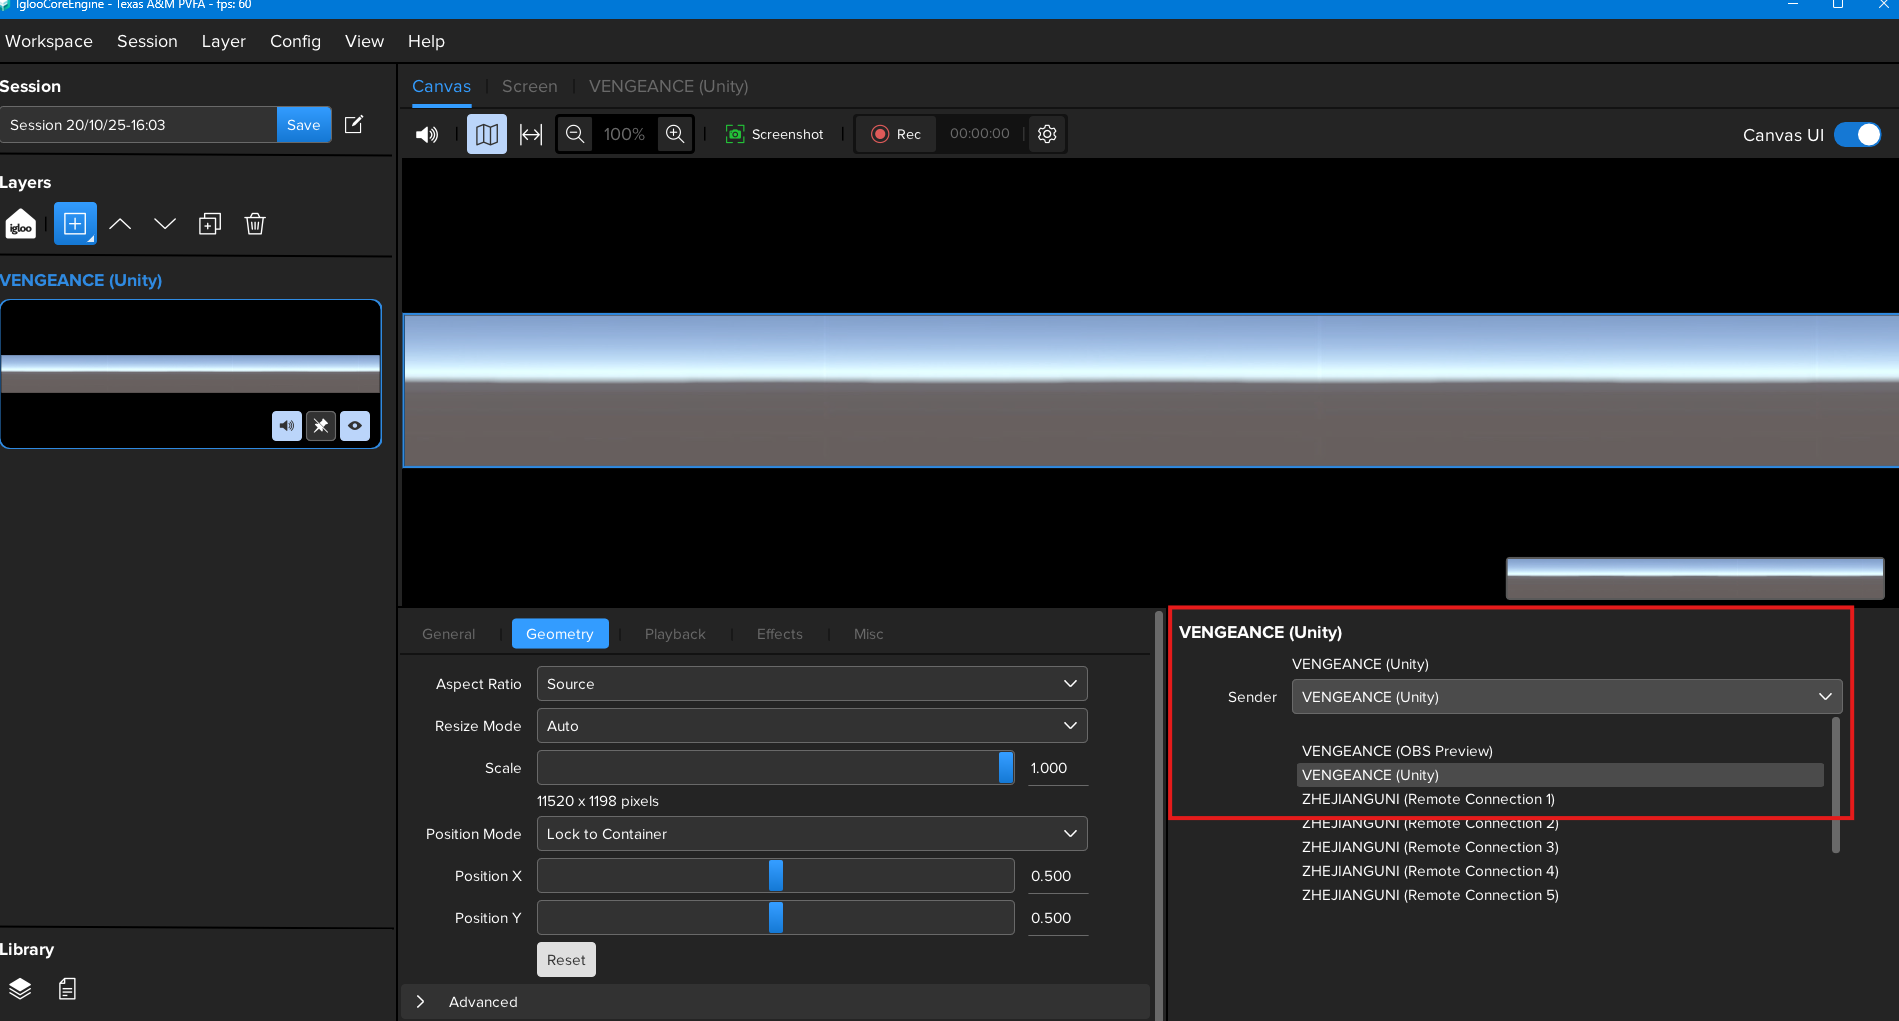 IglooCoreEngine - Texas A&M PVFA - fps: 60
Workspace Session Layer Config View Help
Session
Session 20/10/25-16:03 Save
Layers
igloo
VENGEANCE (Unity)
Canvas Screen VENGEANCE (Unity)
100% Screenshot Rec 00:00:00 Canvas UI
General Geometry Playback Effects Misc
Aspect Ratio Source
Resize Mode Auto
Scale 1.000
11520 x 1198 pixels
Position Mode Lock to Container
Position X 0.500
Position Y 0.500
Reset
Advanced
VENGEANCE (Unity)
VENGEANCE (Unity)
Sender VENGEANCE (Unity)
VENGEANCE (OBS Preview)
VENGEANCE (Unity)
ZHEJIANGUNI (Remote Connection 1)
ZHEJIANGUNI (Remote Connection 2)
ZHEJIANGUNI (Remote Connection 3)
ZHEJIANGUNI (Remote Connection 4)
ZHEJIANGUNI (Remote Connection 5)
Library